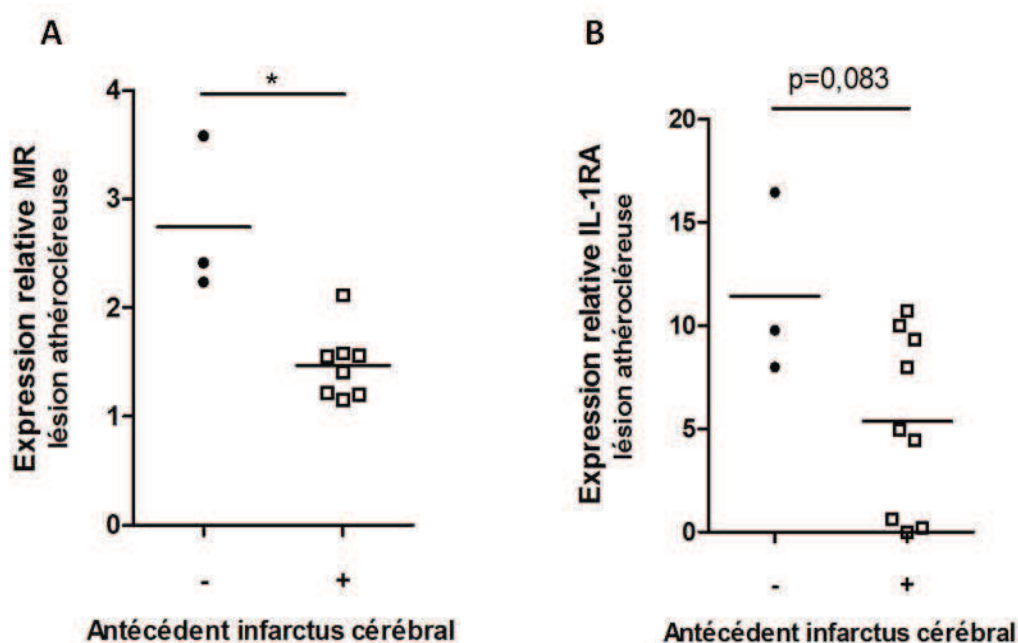 A
*
4
3
2
1
0
Expression relative MR
lésion athérocléreuse
-
+
Antécédent infarctus cérébral
B
p=0,083
20
15
10
5
0
Expression relative IL-1RA
lésion athérocléreuse
-
+
Antécédent infarctus cérébral